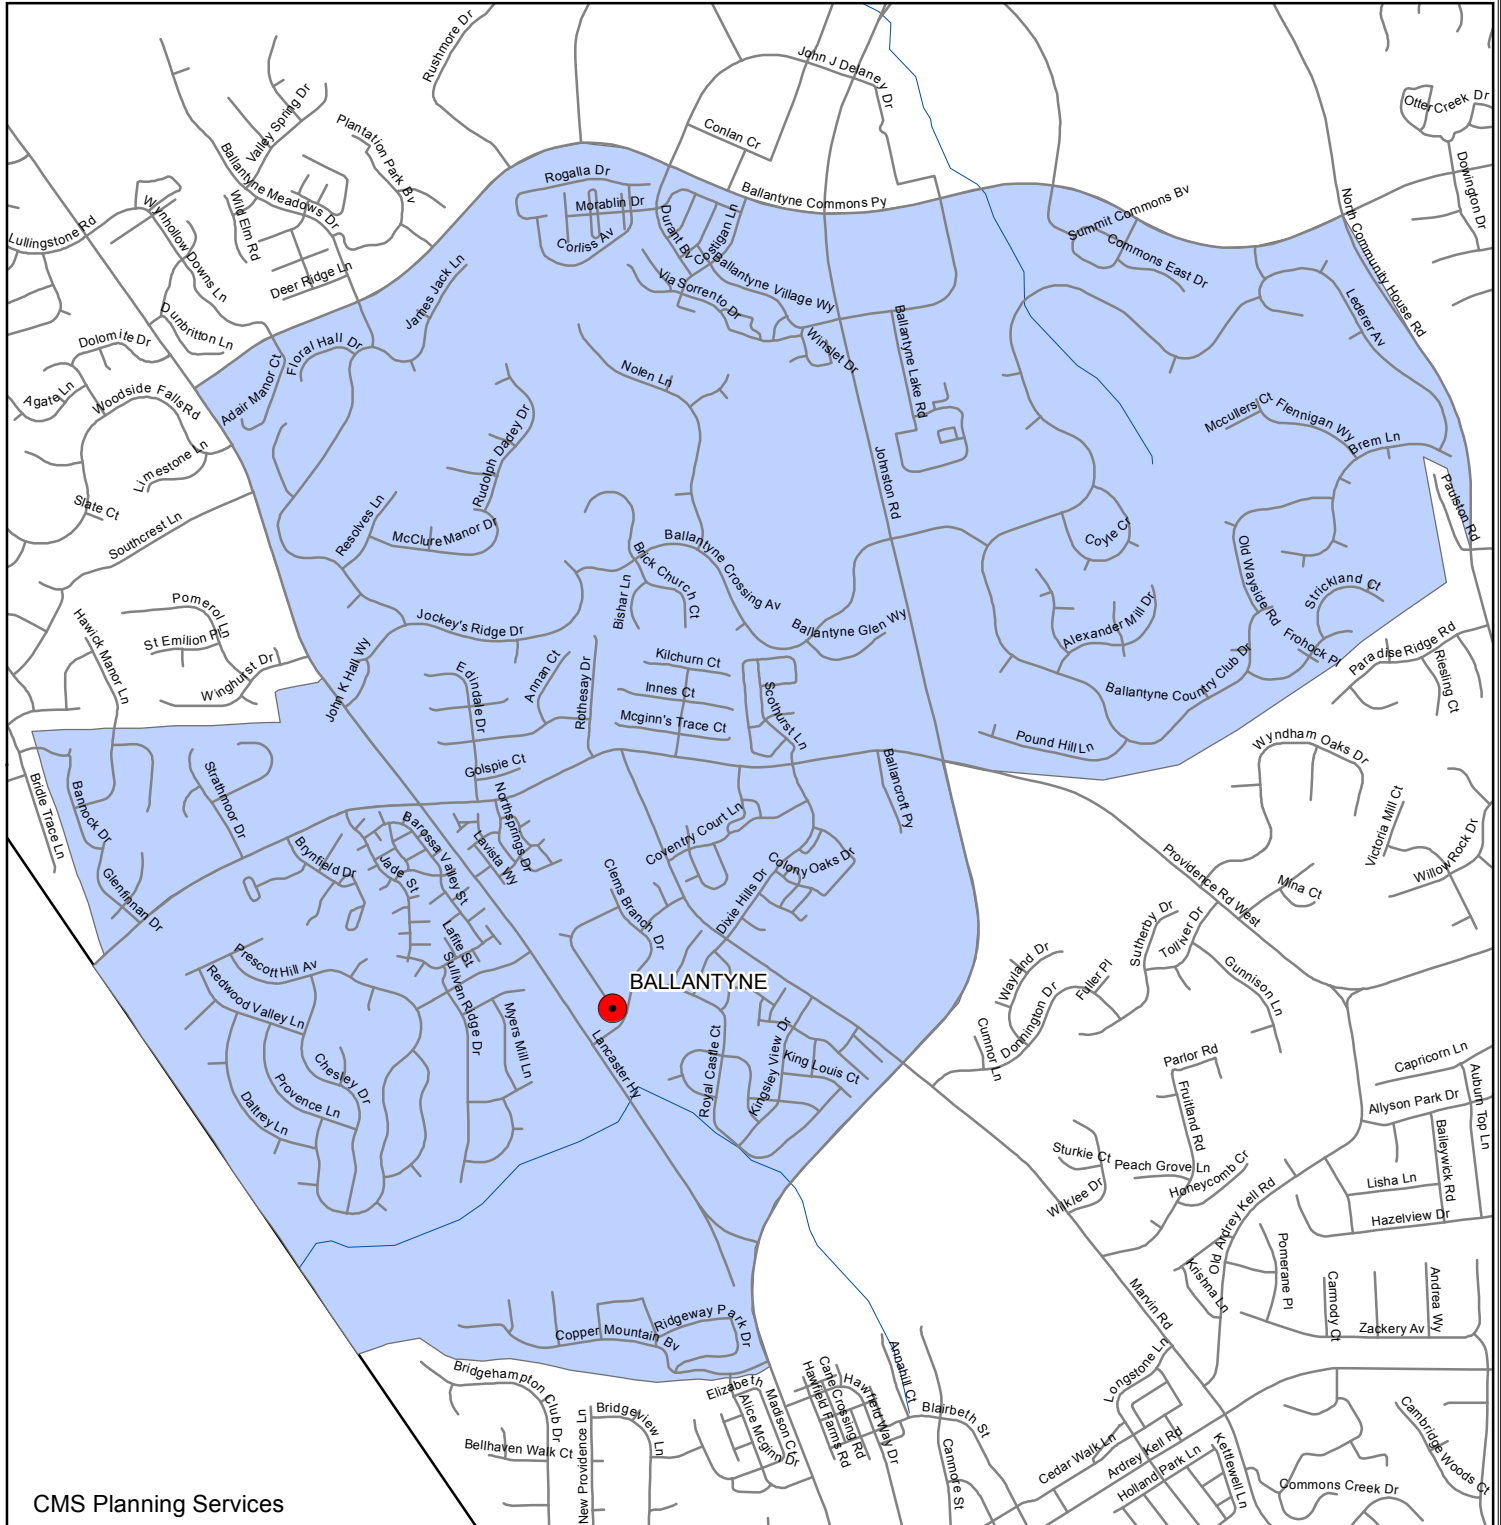 Rushmore Dr
John J Delaney Dr
Otter Creek Dr
Valley Spring Dr
Plantation Park Bv
Conlan Cr
Ballantyne Meadows Dr
Dowington Dr
Rogalla Dr
Ballantyne Commons Py
Wild Elm Rd
Wynhollow Downs Ln
Morablin Dr
Durant Bv
Costigan Ln
Summit Commons Bv
North Community House Rd
Lullingstone Rd
Corliss Av
Commons East Dr
Deer Ridge Ln
James Jack Ln
Via Sorrento Dr
Ballantyne Village Wy
Lederer Av
Dunbritton Ln
Dolomite Dr
Floral Hall Dr
Winslet Dr
Ballantyne Lake Rd
Nolen Ln
Agate Ln
Woodside Falls Rd
Adair Manor Ct
Mccullers Ct
Flennigan Wy
Brem Ln
Rudolph Dadey Dr
Limestone Ln
Johnston Rd
Paulston Rd
Slate Ct
Southcrest Ln
Resolves Ln
McClure Manor Dr
Coyle Cr
Ballantyne Crossing Av
Brick Church Ct
Old Wayside Rd
Bishar Ln
Strickland Ct
Pomerol Ln
Hawick Manor Ln
St Emilion Pl
Jockey's Ridge Dr
Ballantyne Glen Wy
Alexander Mill Dr
Frohock Pl
Paradise Ridge Rd
Winghurst Dr
John K Hall Wy
Kilchurn Ct
Annan Ct
Edindale Dr
Rothesay Dr
Innes Ct
Scothurst Ln
Ballantyne Country Club Dr
Riesling Ct
Mcginn's Trace Ct
Pound Hill Ln
Wyndham Oaks Dr
Golspie Ct
Ballancroft Py
Bridle Trace Ln
Bannock Dr
Strathmoor Dr
Northsprings Dr
Victoria Mill Ct
Barossa Valley St
Coventry Court Ln
Willow Rock Dr
Brynfield Dr
Jade St
Lavista Wy
Clems Branch Dr
Colony Oaks Dr
Dixie Hills Dr
Providence Rd West
Mina Ct
Glenfinnan Dr
Lafite St
Sutherby Dr
Tolliver Dr
Prescott Hill Av
Sullivan Ridge Dr
BALLANTYNE
Wayland Dr
Fuller Pl
Gunnison Ln
Redwood Valley Ln
Myers Mill Ln
Donnington Dr
Cumnor Ln
Lancaster Hy
Royal Castle Ct
Kingsley View Dr
King Louis Ct
Parlor Rd
Capricorn Ln
Chesley Dr
Provence Ln
Daltrey Ln
Fruitland Rd
Auburn Top Ln
Allyson Park Dr
Baileywick Rd
Sturkie Ct
Peach Grove Ln
Honeycomb Cr
Wilklee Dr
Lisha Ln
Old Ardrey Kell Rd
Hazelview Dr
Krishna Ln
Pomerane Pl
Carmody Ct
Andrea Wy
Zackery Av
Marvin Rd
Copper Mountain Bv
Ridgeway Park Dr
Longstone Ln
Annahill Ct
Bridgehampton Club Dr
Elizabeth Madison Ct
Alice Mcginn Dr
Hawfield Farms Rd
Cane Crossing Rd
Hawfield Way Dr
Blairbeth St
Canmore St
Bridgeview Ln
New Providence Ln
Bellhaven Walk Ct
Cedar Walk Ln
Ardrey Kell Rd
Holland Park Ln
Kettlewell Ln
Cambridge Woods Ct
Commons Creek Dr
CMS Planning Services